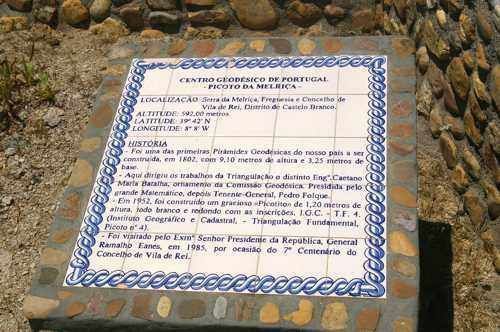 CENTRO GEODÉSICO DE PORTUGAL
- PICOTO DA MELRIÇA -
LOCALIZAÇÃO: Serra da Melriça, Freguesia e Concelho de
Vila de Rei, Distrito de Castelo Branco.
ALTITUDE: 592,00 metros
LATITUDE: 39° 42' N
LONGITUDE: 8° 8' W
HISTÓRIA
- Foi uma das primeiras Pirâmides Geodésicas do nosso país a ser
construída, em 1802, com 9,10 metros de altura e 3,25 metros de
base.
- Aqui dirigiu os trabalhos da Triangulação o distinto Engº. Caetano
Maria Batalha, ornamento da Comissão Geodésica. Presidida pelo
grande Matemático, depois Tenente-General, Pedro Folque.
- Em 1952, foi construído um gracioso «Picotito» de 1,20 metros de
altura, todo branco e redondo com as inscrições. I.G.C. - T.F. 4.
(Instituto Geográfico e Cadastral, - Triangulação Fundamental,
Picoto nº 4).
- Foi visitado pelo Exmº Senhor Presidente da República, General
Ramalho Eanes, em 1985, por ocasião do 7º Centenário do
Concelho de Vila de Rei.